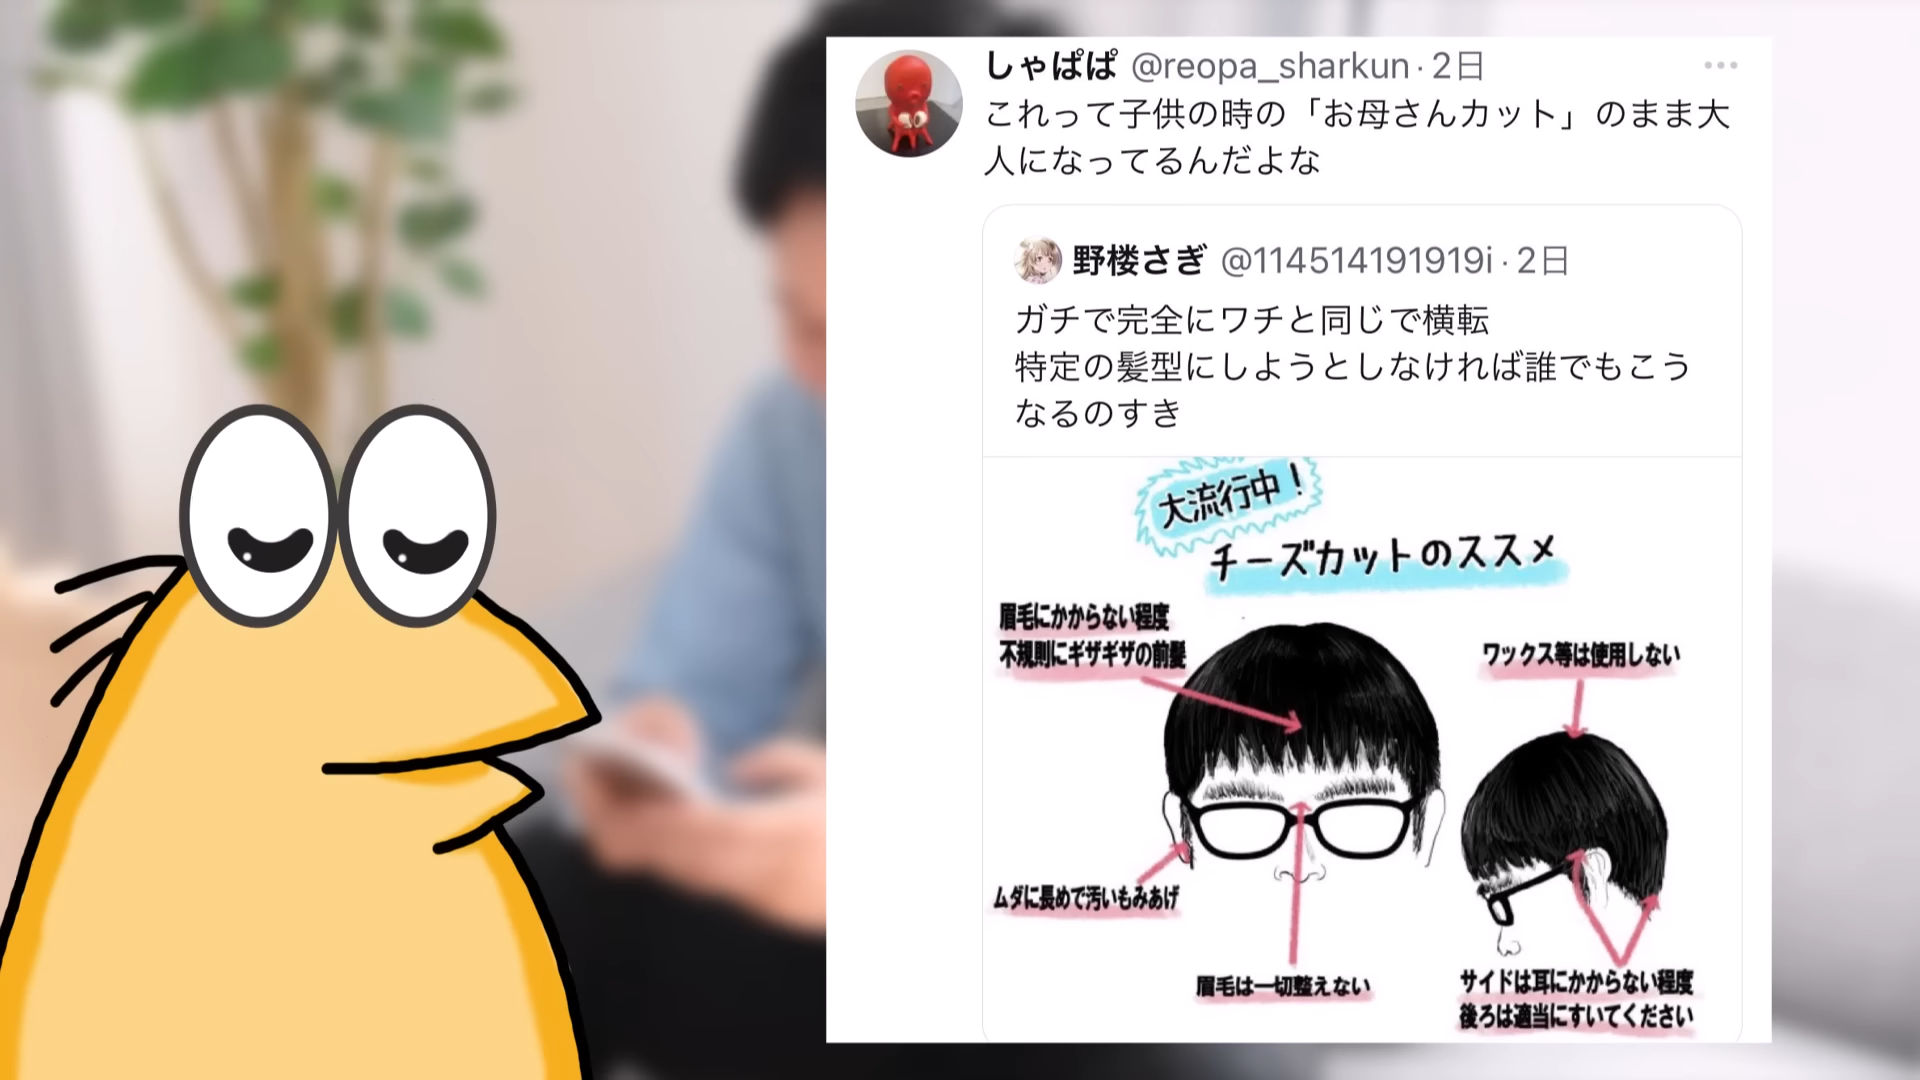 しゃぱぱ @reopa_sharkun · 2日
これって子供の時の「お母さんカット」のまま大
人になってるんだよな
野楼さぎ @114514191919i · 2日
ガチで完全にワチと同じで横転
特定の髪型にしようとしなければ誰でもこう
なるのすき
大流行中!
チーズカットのススメ
眉毛にかからない程度
不規則にギザギザの前髪
ワックス等は使用しない
ムダに長めで汚いもみあげ
眉毛は一切整えない
サイドは耳にかからない程度
後ろは適当にすいてください